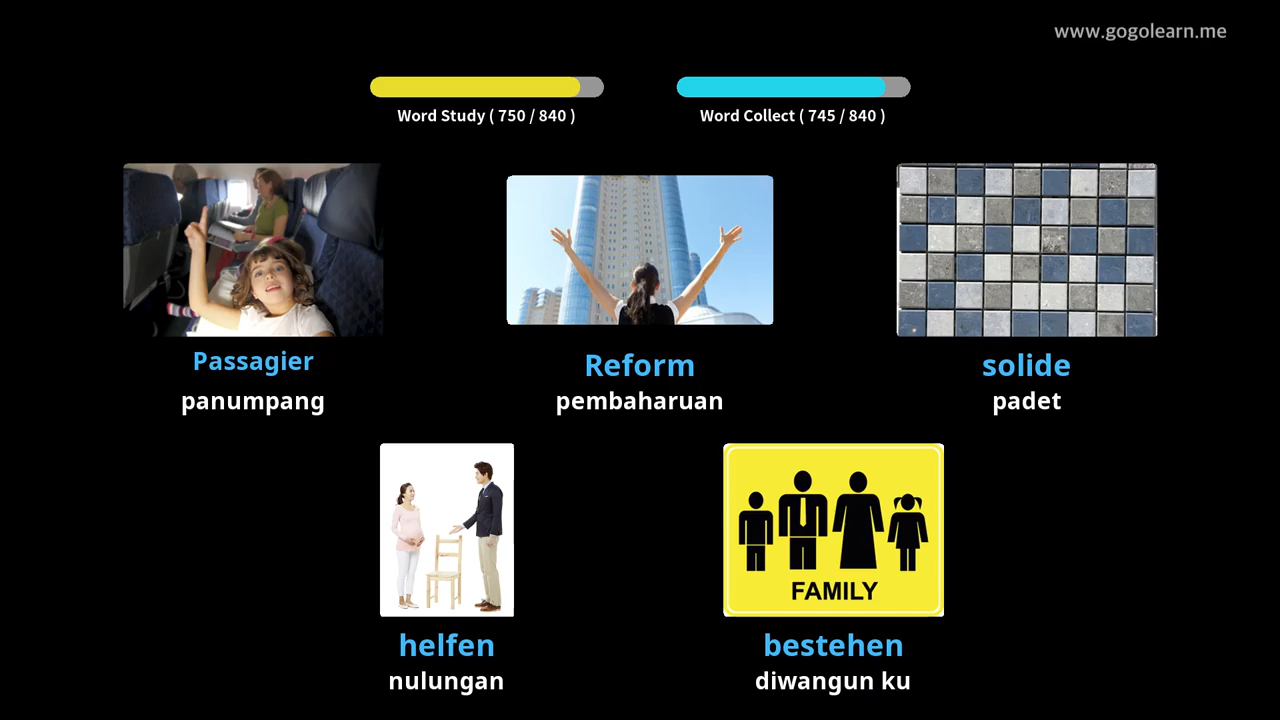 www.gogolearn.me
Word Study ( 750 / 840 )
Word Collect ( 745 / 840 )
Passagier
panumpang
Reform
pembaharuan
solide
padet
FAMILY
helfen
nulungan
bestehen
diwangun ku